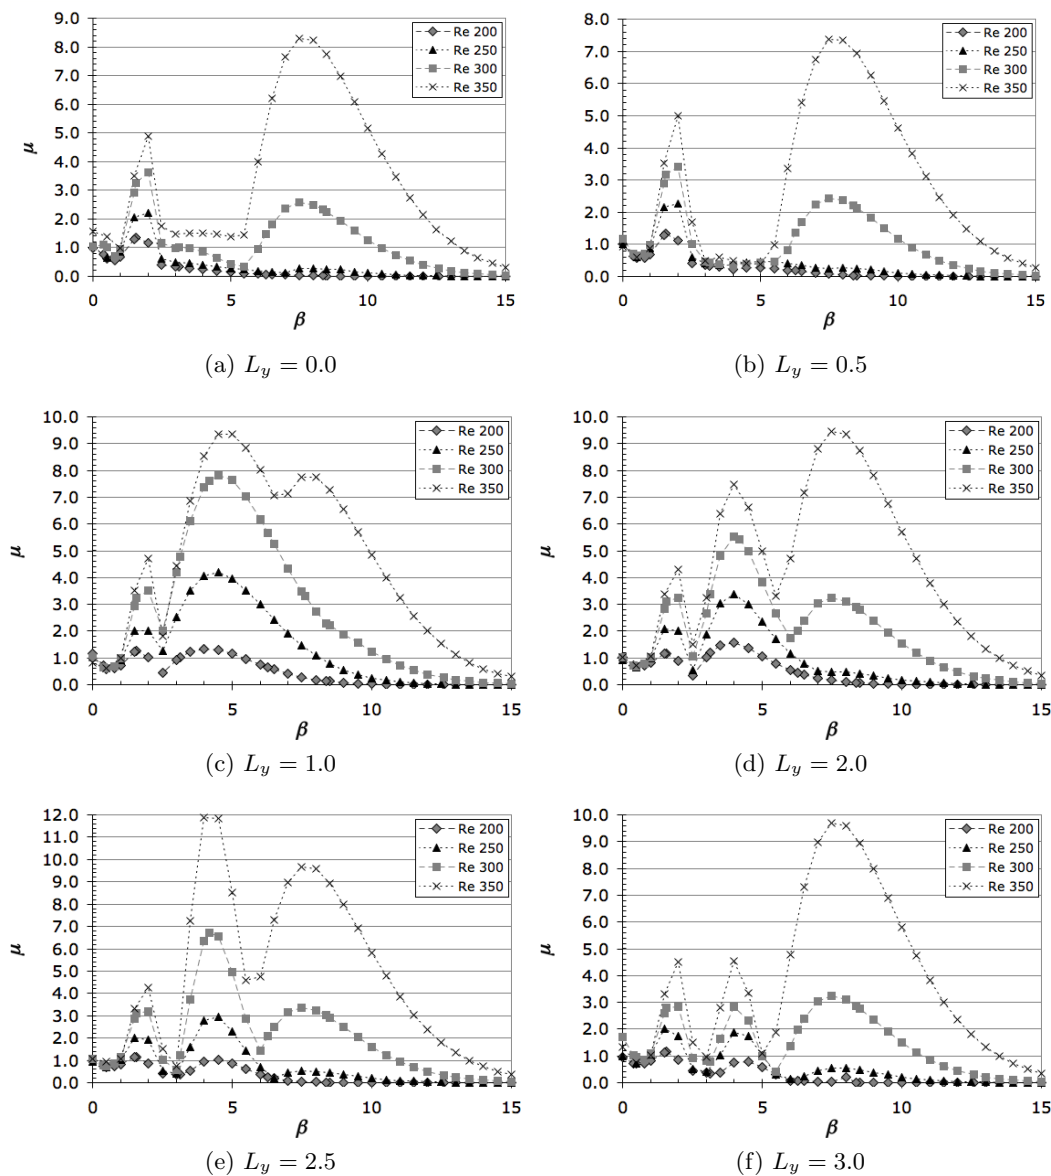 9.0
8.0
7.0
6.0
5.0
4.0
3.0
2.0
1.0
0.0
μ
0 5 10 15
β
Re 200
Re 250
Re 300
Re 350
(a) L_y = 0.0
8.0
7.0
6.0
5.0
4.0
3.0
2.0
1.0
0.0
μ
0 5 10 15
β
Re 200
Re 250
Re 300
Re 350
(b) L_y = 0.5
10.0
9.0
8.0
7.0
6.0
5.0
4.0
3.0
2.0
1.0
0.0
μ
0 5 10 15
β
Re 200
Re 250
Re 300
Re 350
(c) L_y = 1.0
10.0
9.0
8.0
7.0
6.0
5.0
4.0
3.0
2.0
1.0
0.0
μ
0 5 10 15
β
Re 200
Re 250
Re 300
Re 350
(d) L_y = 2.0
12.0
11.0
10.0
9.0
8.0
7.0
6.0
5.0
4.0
3.0
2.0
1.0
0.0
μ
0 5 10 15
β
Re 200
Re 250
Re 300
Re 350
(e) L_y = 2.5
10.0
9.0
8.0
7.0
6.0
5.0
4.0
3.0
2.0
1.0
0.0
μ
0 5 10 15
β
Re 200
Re 250
Re 300
Re 350
(f) L_y = 3.0